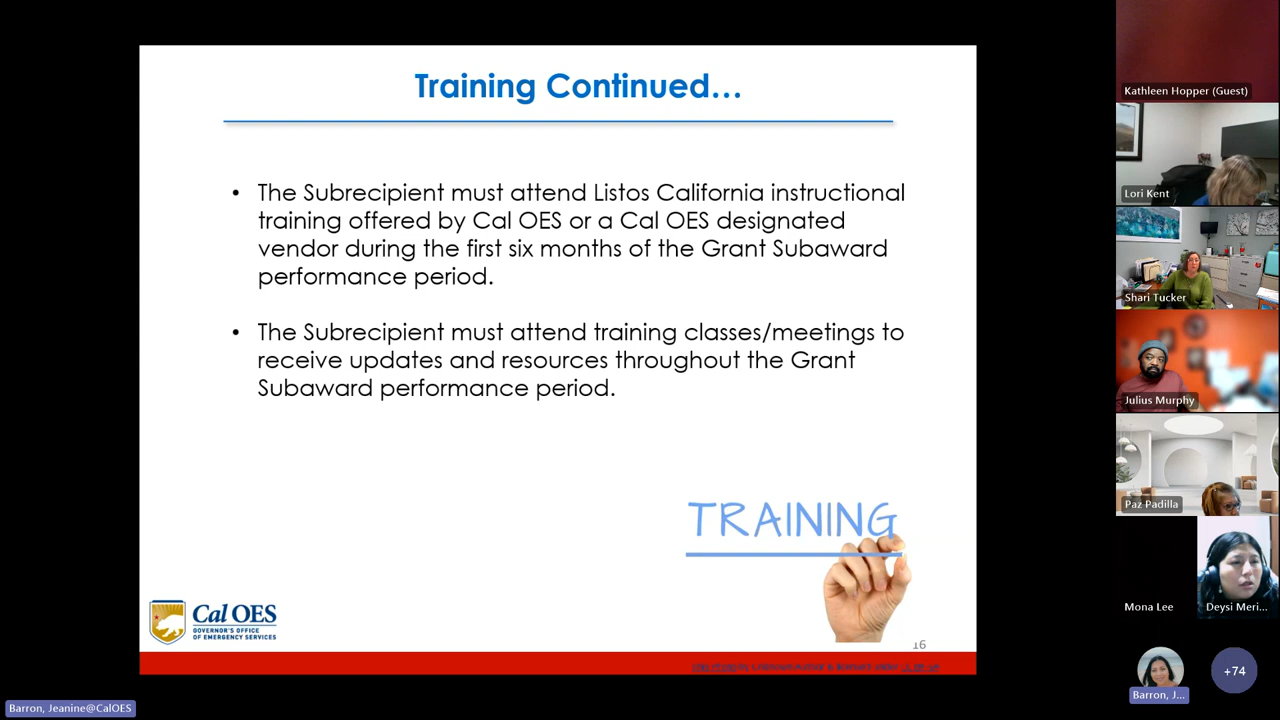 Training Continued…
• The Subrecipient must attend Listos California instructional
training offered by Cal OES or a Cal OES designated
vendor during the first six months of the Grant Subaward
performance period.
• The Subrecipient must attend training classes/meetings to
receive updates and resources throughout the Grant
Subaward performance period.
TRAINING
Cal OES
GOVERNOR'S OFFICE
OF EMERGENCY SERVICES
16
Barron, Jeanine@CalOES
Kathleen Hopper (Guest)
Lori Kent
Shari Tucker
Julius Murphy
Paz Padilla
Mona Lee
Deysi Meri...
Barron, J...
+74